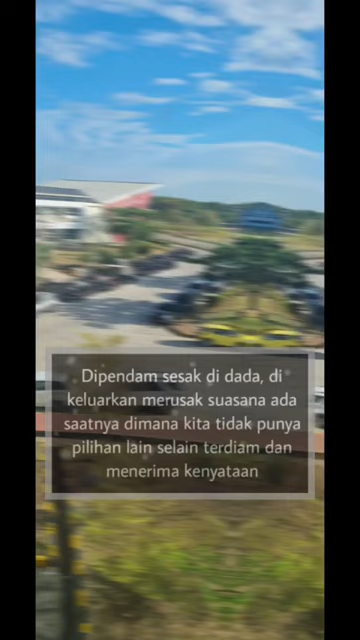 Dipendam sesak di dada, di
keluarkan merusak suasana ada
saatnya dimana kita tidak punya
pilihan lain selain terdiam dan
menerima kenyataan